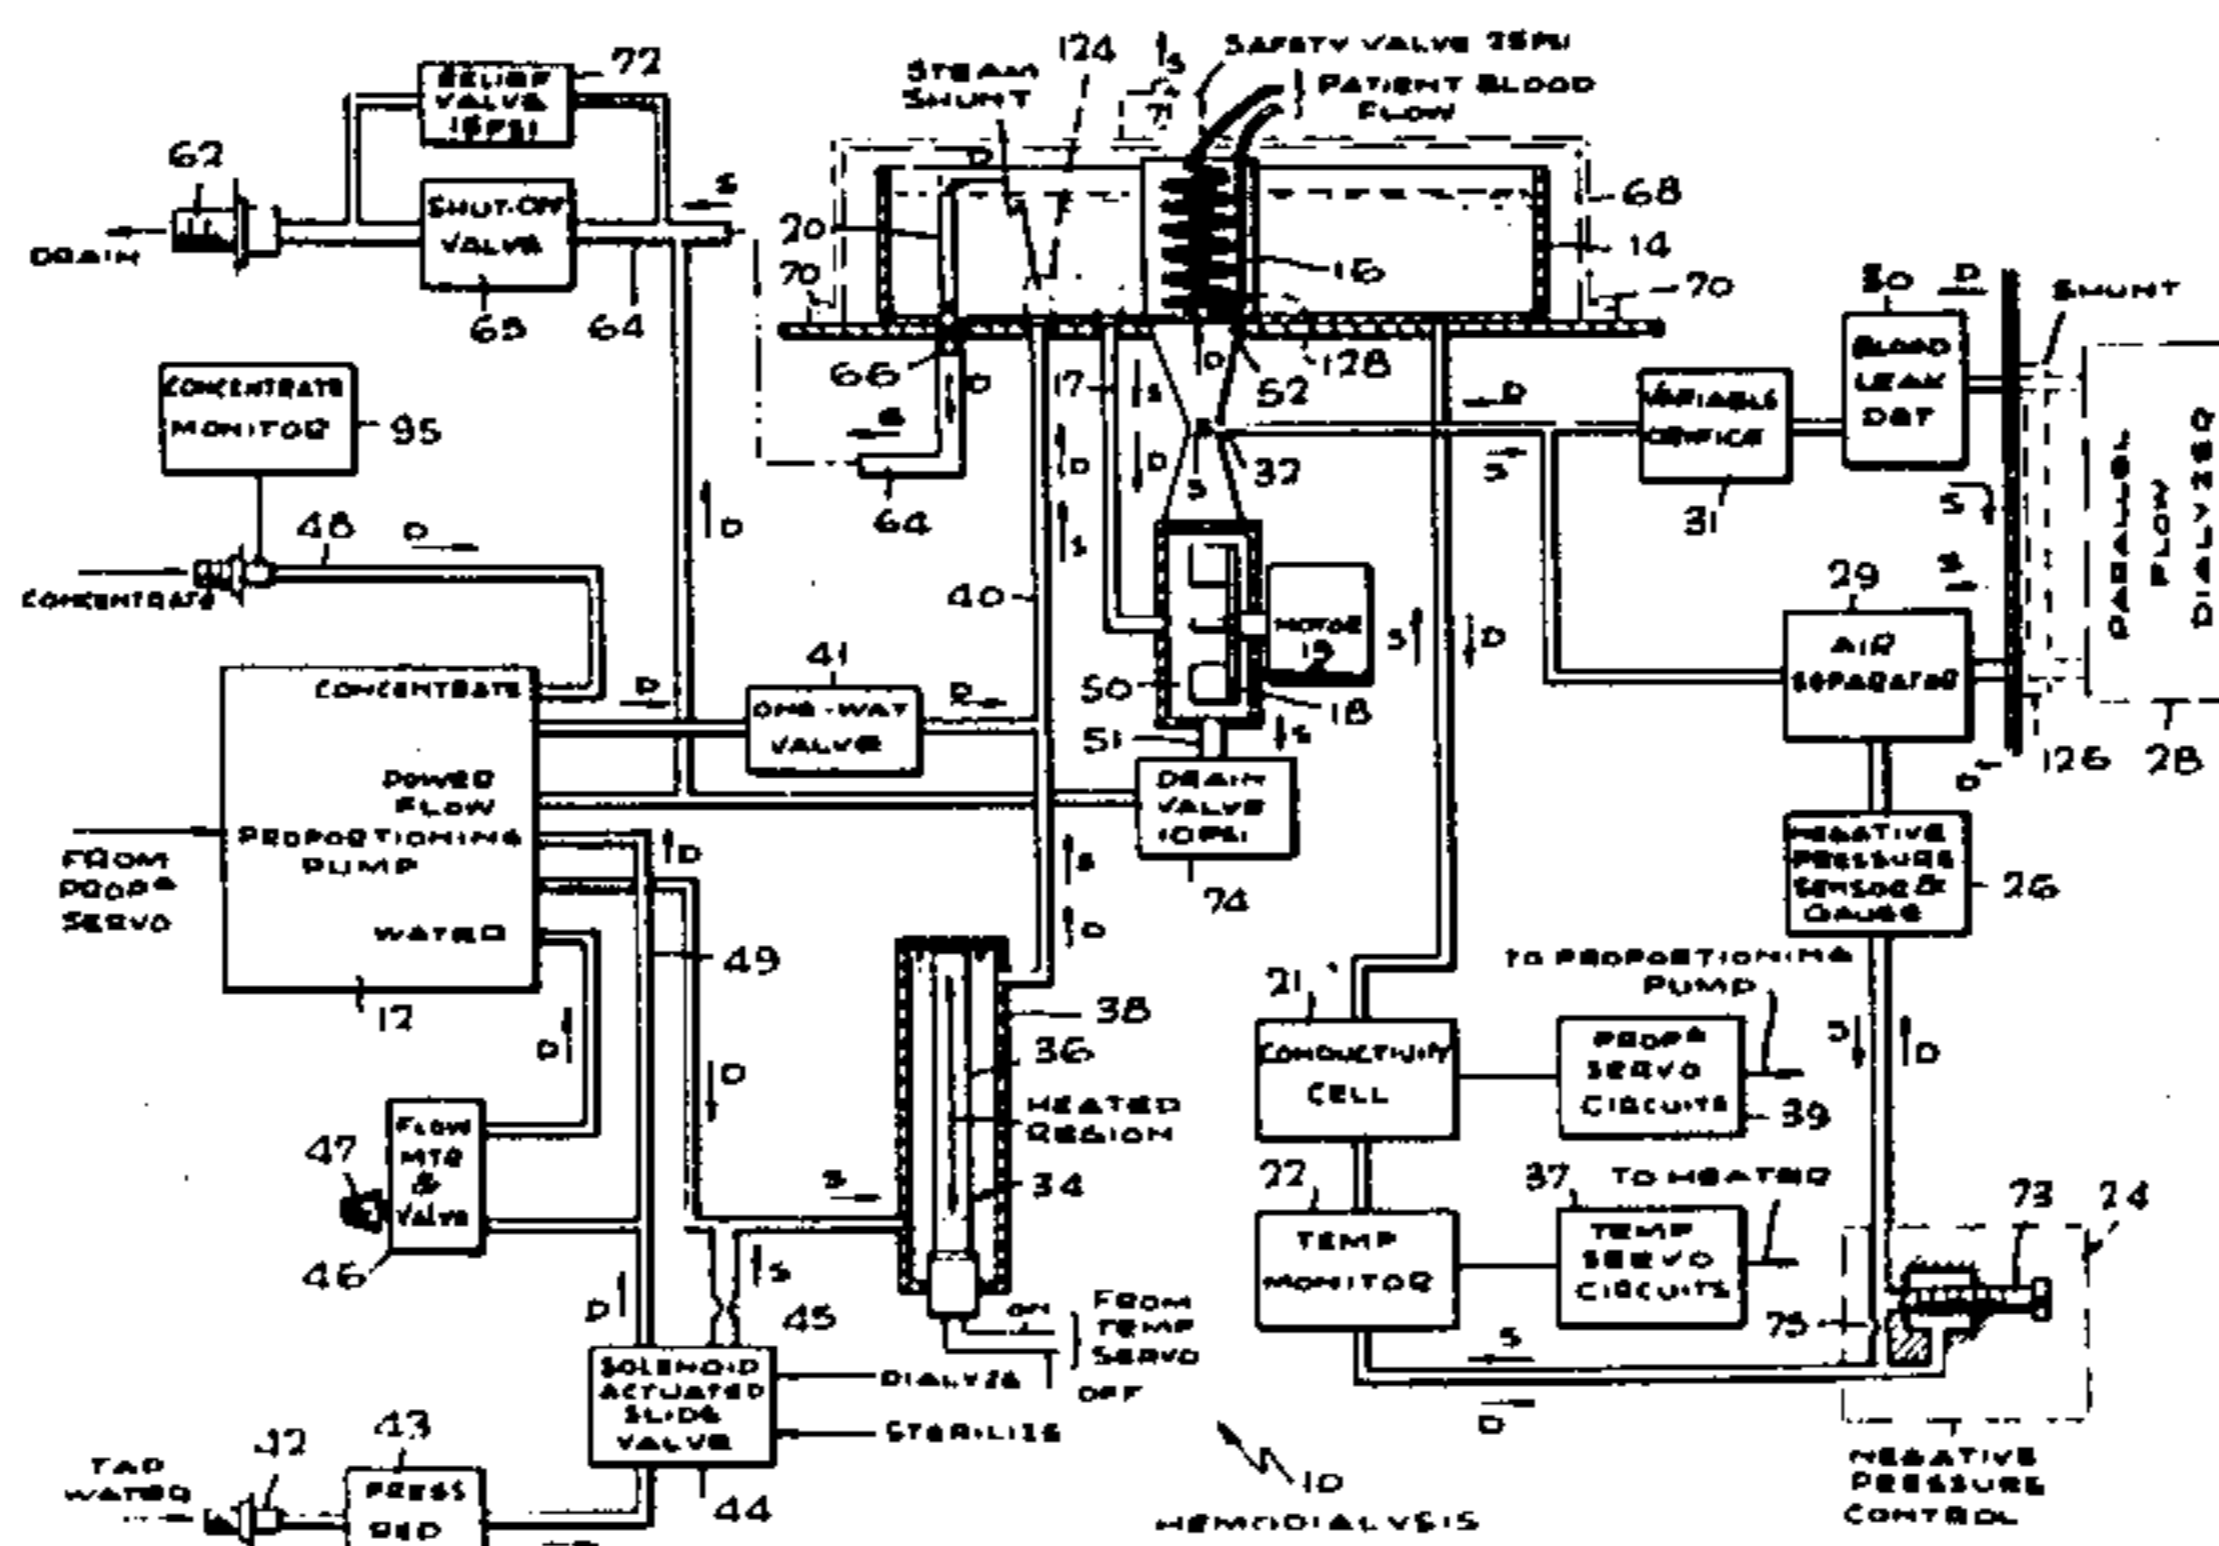 RELIEF
VALVE
15PSI
72
62
DRAIN
SHUT-OFF
VALVE
65
64
S
STEAM
SHUNT
124
S
71
SAFETY VALVE 25PSI
PATIENT BLOOD
FLOW
D
20
70
68
14
16
70
66
D
S
64
17
S
D
D
S
128
52
32
S
D
D
S
VARIABLE
ORIFICE
31
BLOOD
LEAK
DET
D
SHUNT
PARALLEL
FLOW
DIALYZER
S
S
D
126
28
CONCENTRATE
MONITOR
95
48
D
CONCENTRATE
D
40
MOTOR
19
50
18
51
S
S
D
29
AIR
SEPARATOR
CONCENTRATE
POWER
FLOW
PROPORTIONING
PUMP
WATER
12
FROM
PROP'G
SERVO
D
41
ONE-WAY
VALVE
D
DRAIN
VALVE
10PSI
74
NEGATIVE
PRESSURE
SENSOR &
GAUGE
26
D
49
D
D
S
D
38
36
HEATED
REGION
34
S
21
CONDUCTIVITY
CELL
PROP'G
SERVO
CIRCUITS
39
TO PROPORTIONING
PUMP
S
D
47
FLOW
MTR
&
VALVE
46
22
TEMP
MONITOR
37
TEMP
SERVO
CIRCUITS
TO HEATER
73
24
75
D
S
45
ON
FROM
TEMP
SERVO
OFF
SOLENOID
ACTUATED
SLIDE
VALVE
44
DIALYZE
STERILIZE
S
D
NEGATIVE
PRESSURE
CONTROL
TAP
WATER
42
43
PRESS
10
HEMODIALYSIS